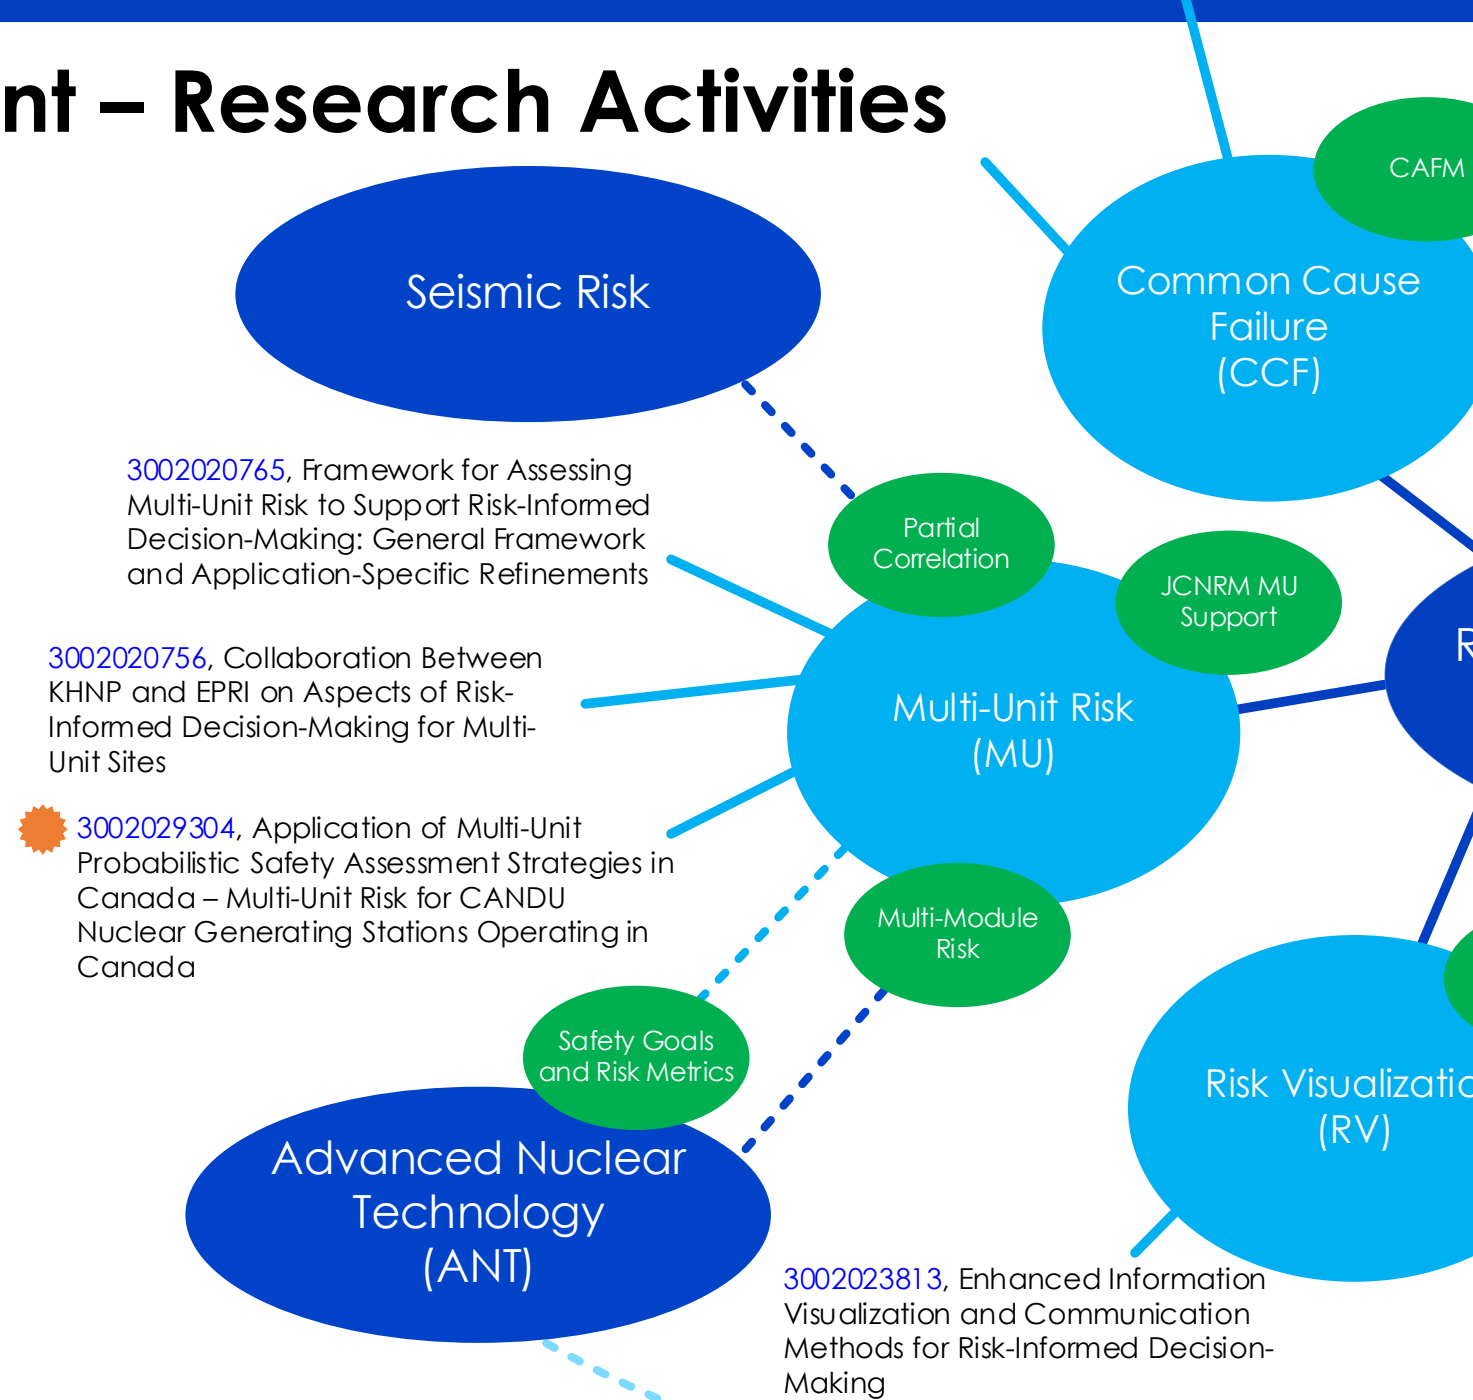 nt – Research Activities
CAFM
Seismic Risk
Common Cause
Failure
(CCF)
3002020765, Framework for Assessing
Multi-Unit Risk to Support Risk-Informed
Decision-Making: General Framework
and Application-Specific Refinements
Partial
Correlation
JCNRM MU
Support
R
3002020756, Collaboration Between
KHNP and EPRI on Aspects of Risk-
Informed Decision-Making for Multi-
Unit Sites
Multi-Unit Risk
(MU)
3002029304, Application of Multi-Unit
Probabilistic Safety Assessment Strategies in
Canada – Multi-Unit Risk for CANDU
Nuclear Generating Stations Operating in
Canada
Multi-Module
Risk
Safety Goals
and Risk Metrics
Risk Visualizatio
(RV)
Advanced Nuclear
Technology
(ANT)
3002023813, Enhanced Information
Visualization and Communication
Methods for Risk-Informed Decision-
Making